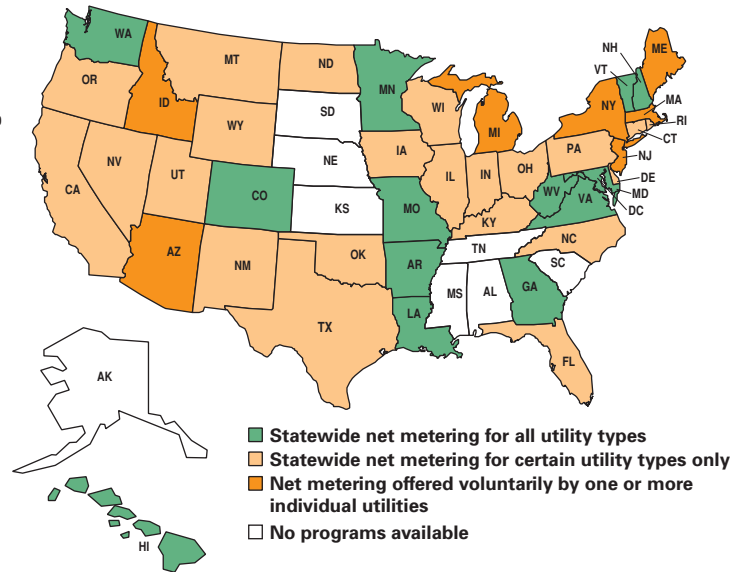 WA
NH
ME
VT
MT
ND
OR
MN
MA
ID
SD
WI
NY
RI
WY
MI
CT
PA
NE
IA
NJ
NV
OH
UT
IL
IN
DE
CA
CO
WV
MD
KS
MO
VA
DC
KY
NC
TN
AZ
OK
NM
AR
SC
MS
AL
GA
LA
TX
FL
AK
Statewide net metering for all utility types
Statewide net metering for certain utility types only
Net metering offered voluntarily by one or more
individual utilities
No programs available
HI